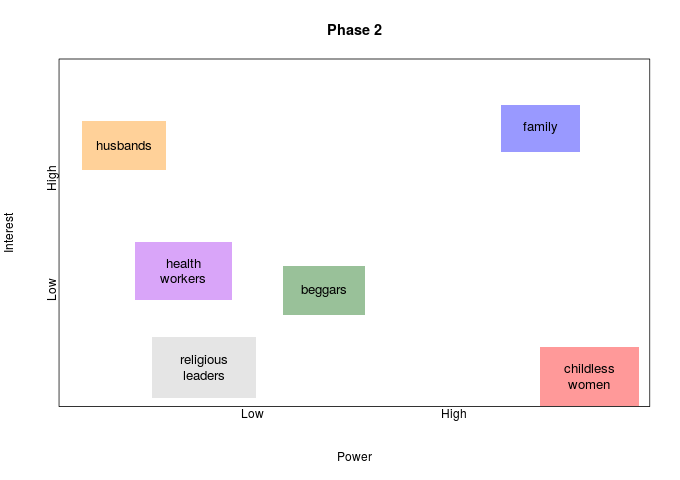 Phase 2
family
husbands
High
Interest
health
workers
Low
beggars
religious
leaders
childless
women
Low
High
Power